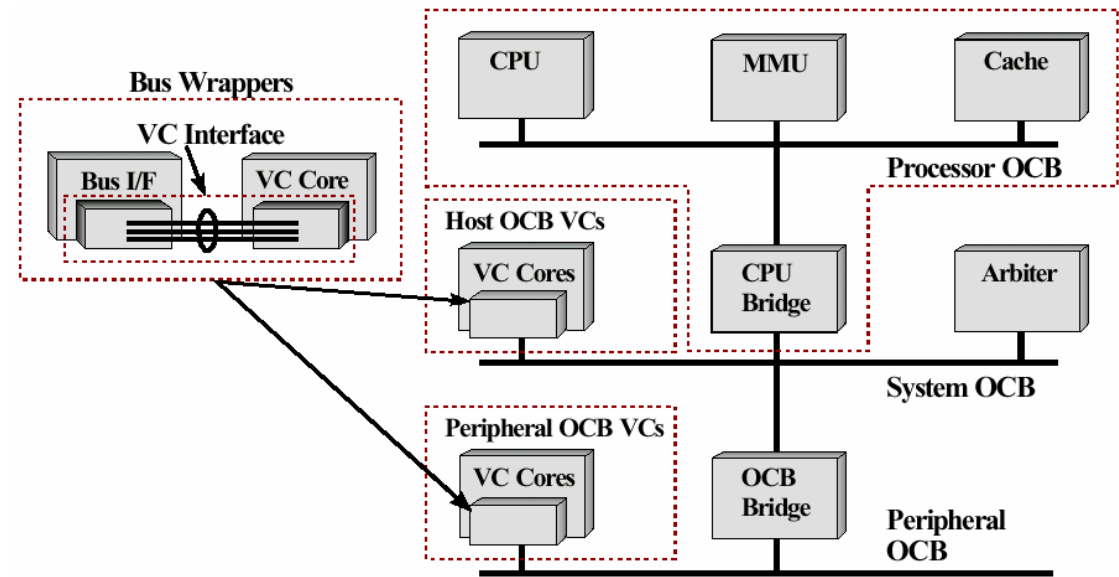 Bus Wrappers
VC Interface
Bus I/F
VC Core
CPU
MMU
Cache
Processor OCB
Host OCB VCs
VC Cores
CPU
Bridge
Arbiter
System OCB
Peripheral OCB VCs
VC Cores
OCB
Bridge
Peripheral
OCB